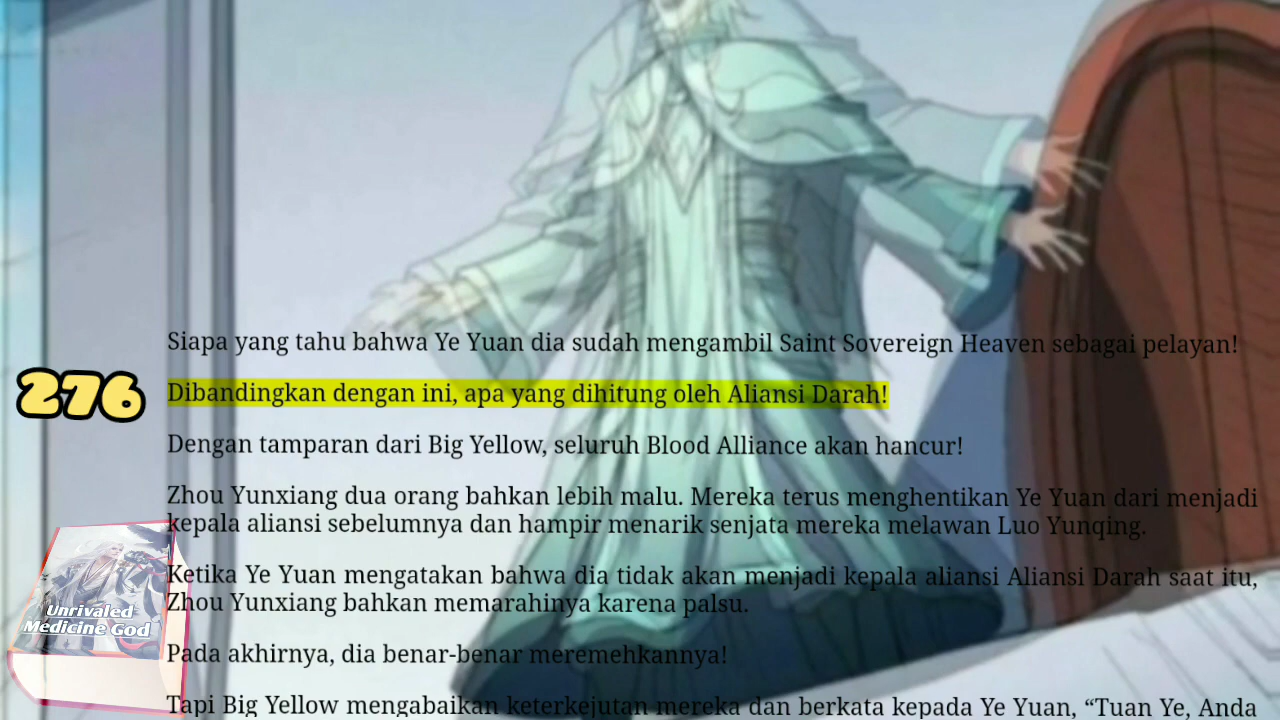 Siapa yang tahu bahwa Ye Yuan dia sudah mengambil Saint Sovereign Heaven sebagai pelayan!
276
Dibandingkan dengan ini, apa yang dihitung oleh Aliansi Darah!
Dengan tamparan dari Big Yellow, seluruh Blood Alliance akan hancur!
Zhou Yunxiang dua orang bahkan lebih malu. Mereka terus menghentikan Ye Yuan dari menjadi
kepala aliansi sebelumnya dan hampir menarik senjata mereka melawan Luo Yunqing.
Ketika Ye Yuan mengatakan bahwa dia tidak akan menjadi kepala aliansi Aliansi Darah saat itu,
Zhou Yunxiang bahkan memarahinya karena palsu.
Unrivaled
Medicine God
Pada akhirnya, dia benar-benar meremehkannya!
Tapi Big Yellow mengabaikan keterkejutan mereka dan berkata kepada Ye Yuan, “Tuan Ye, Anda